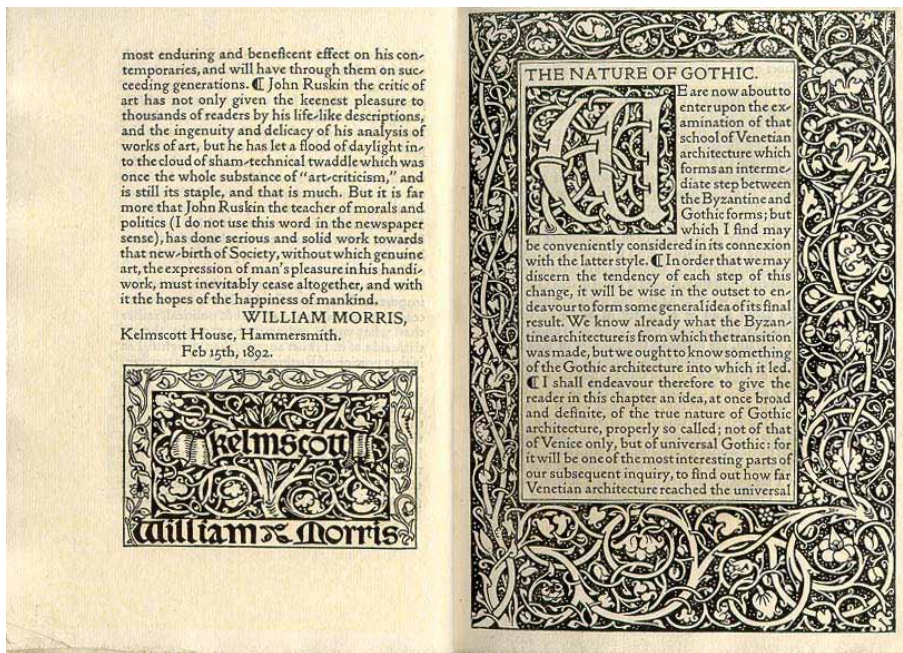 most enduring and beneficent effect on his con-
temporaries, and will have through them on suc-
ceeding generations. ❡ John Ruskin the critic of
art has not only given the keenest pleasure to
thousands of readers by his life-like descriptions,
and the ingenuity and delicacy of his analysis of
works of art, but he has let a flood of daylight in-
to the cloud of sham-technical twaddle which was
once the whole substance of "art-criticism," and
is still its staple, and that is much. But it is far
more that John Ruskin the teacher of morals and
politics (I do not use this word in the newspaper
sense), has done serious and solid work towards
that new-birth of Society, without which genuine
art, the expression of man's pleasure in his handi-
work, must inevitably cease altogether, and with
it the hopes of the happiness of mankind.
WILLIAM MORRIS,
Kelmscott House, Hammersmith.
Feb 15th, 1892.
kelmscott
William Morris
THE NATURE OF GOTHIC.
WE are now about to
enter upon the ex-
amination of that
school of Venetian
architecture which
forms an interme-
diate step between
the Byzantine and
Gothic forms; but
which I find may
be conveniently considered in its connexion
with the latter style. ❡ In order that we may
discern the tendency of each step of this
change, it will be wise in the outset to en-
deavour to form some general idea of its final
result. We know already what the Byzan-
tine architecture is from which the transition
was made, but we ought to know something
of the Gothic architecture into which it led.
❡ I shall endeavour therefore to give the
reader in this chapter an idea, at once broad
and definite, of the true nature of Gothic
architecture, properly so called; not of that
of Venice only, but of universal Gothic: for
it will be one of the most interesting parts of
our subsequent inquiry, to find out how far
Venetian architecture reached the universal